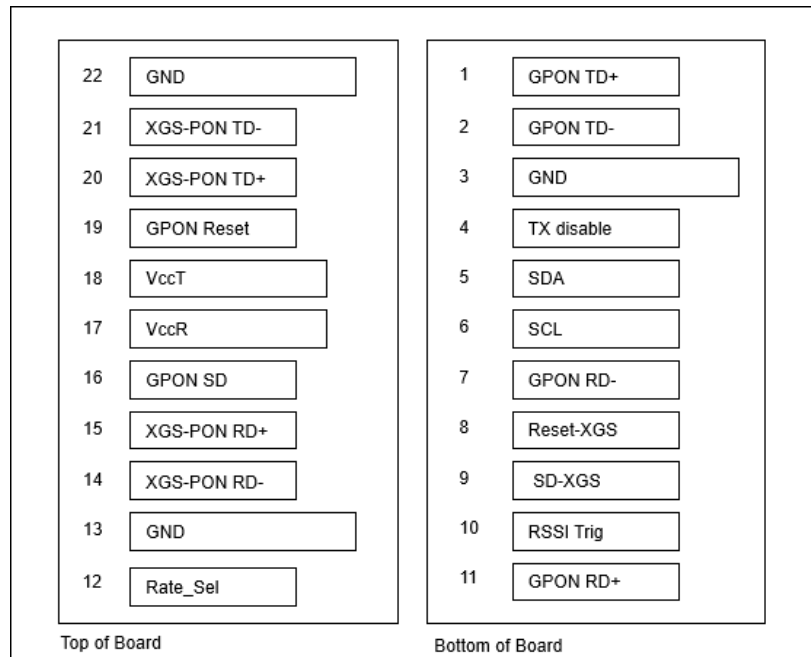 22 GND
21 XGS-PON TD-
20 XGS-PON TD+
19 GPON Reset
18 VccT
17 VccR
16 GPON SD
15 XGS-PON RD+
14 XGS-PON RD-
13 GND
12 Rate_Sel
Top of Board
1 GPON TD+
2 GPON TD-
3 GND
4 TX disable
5 SDA
6 SCL
7 GPON RD-
8 Reset-XGS
9 SD-XGS
10 RSSI Trig
11 GPON RD+
Bottom of Board